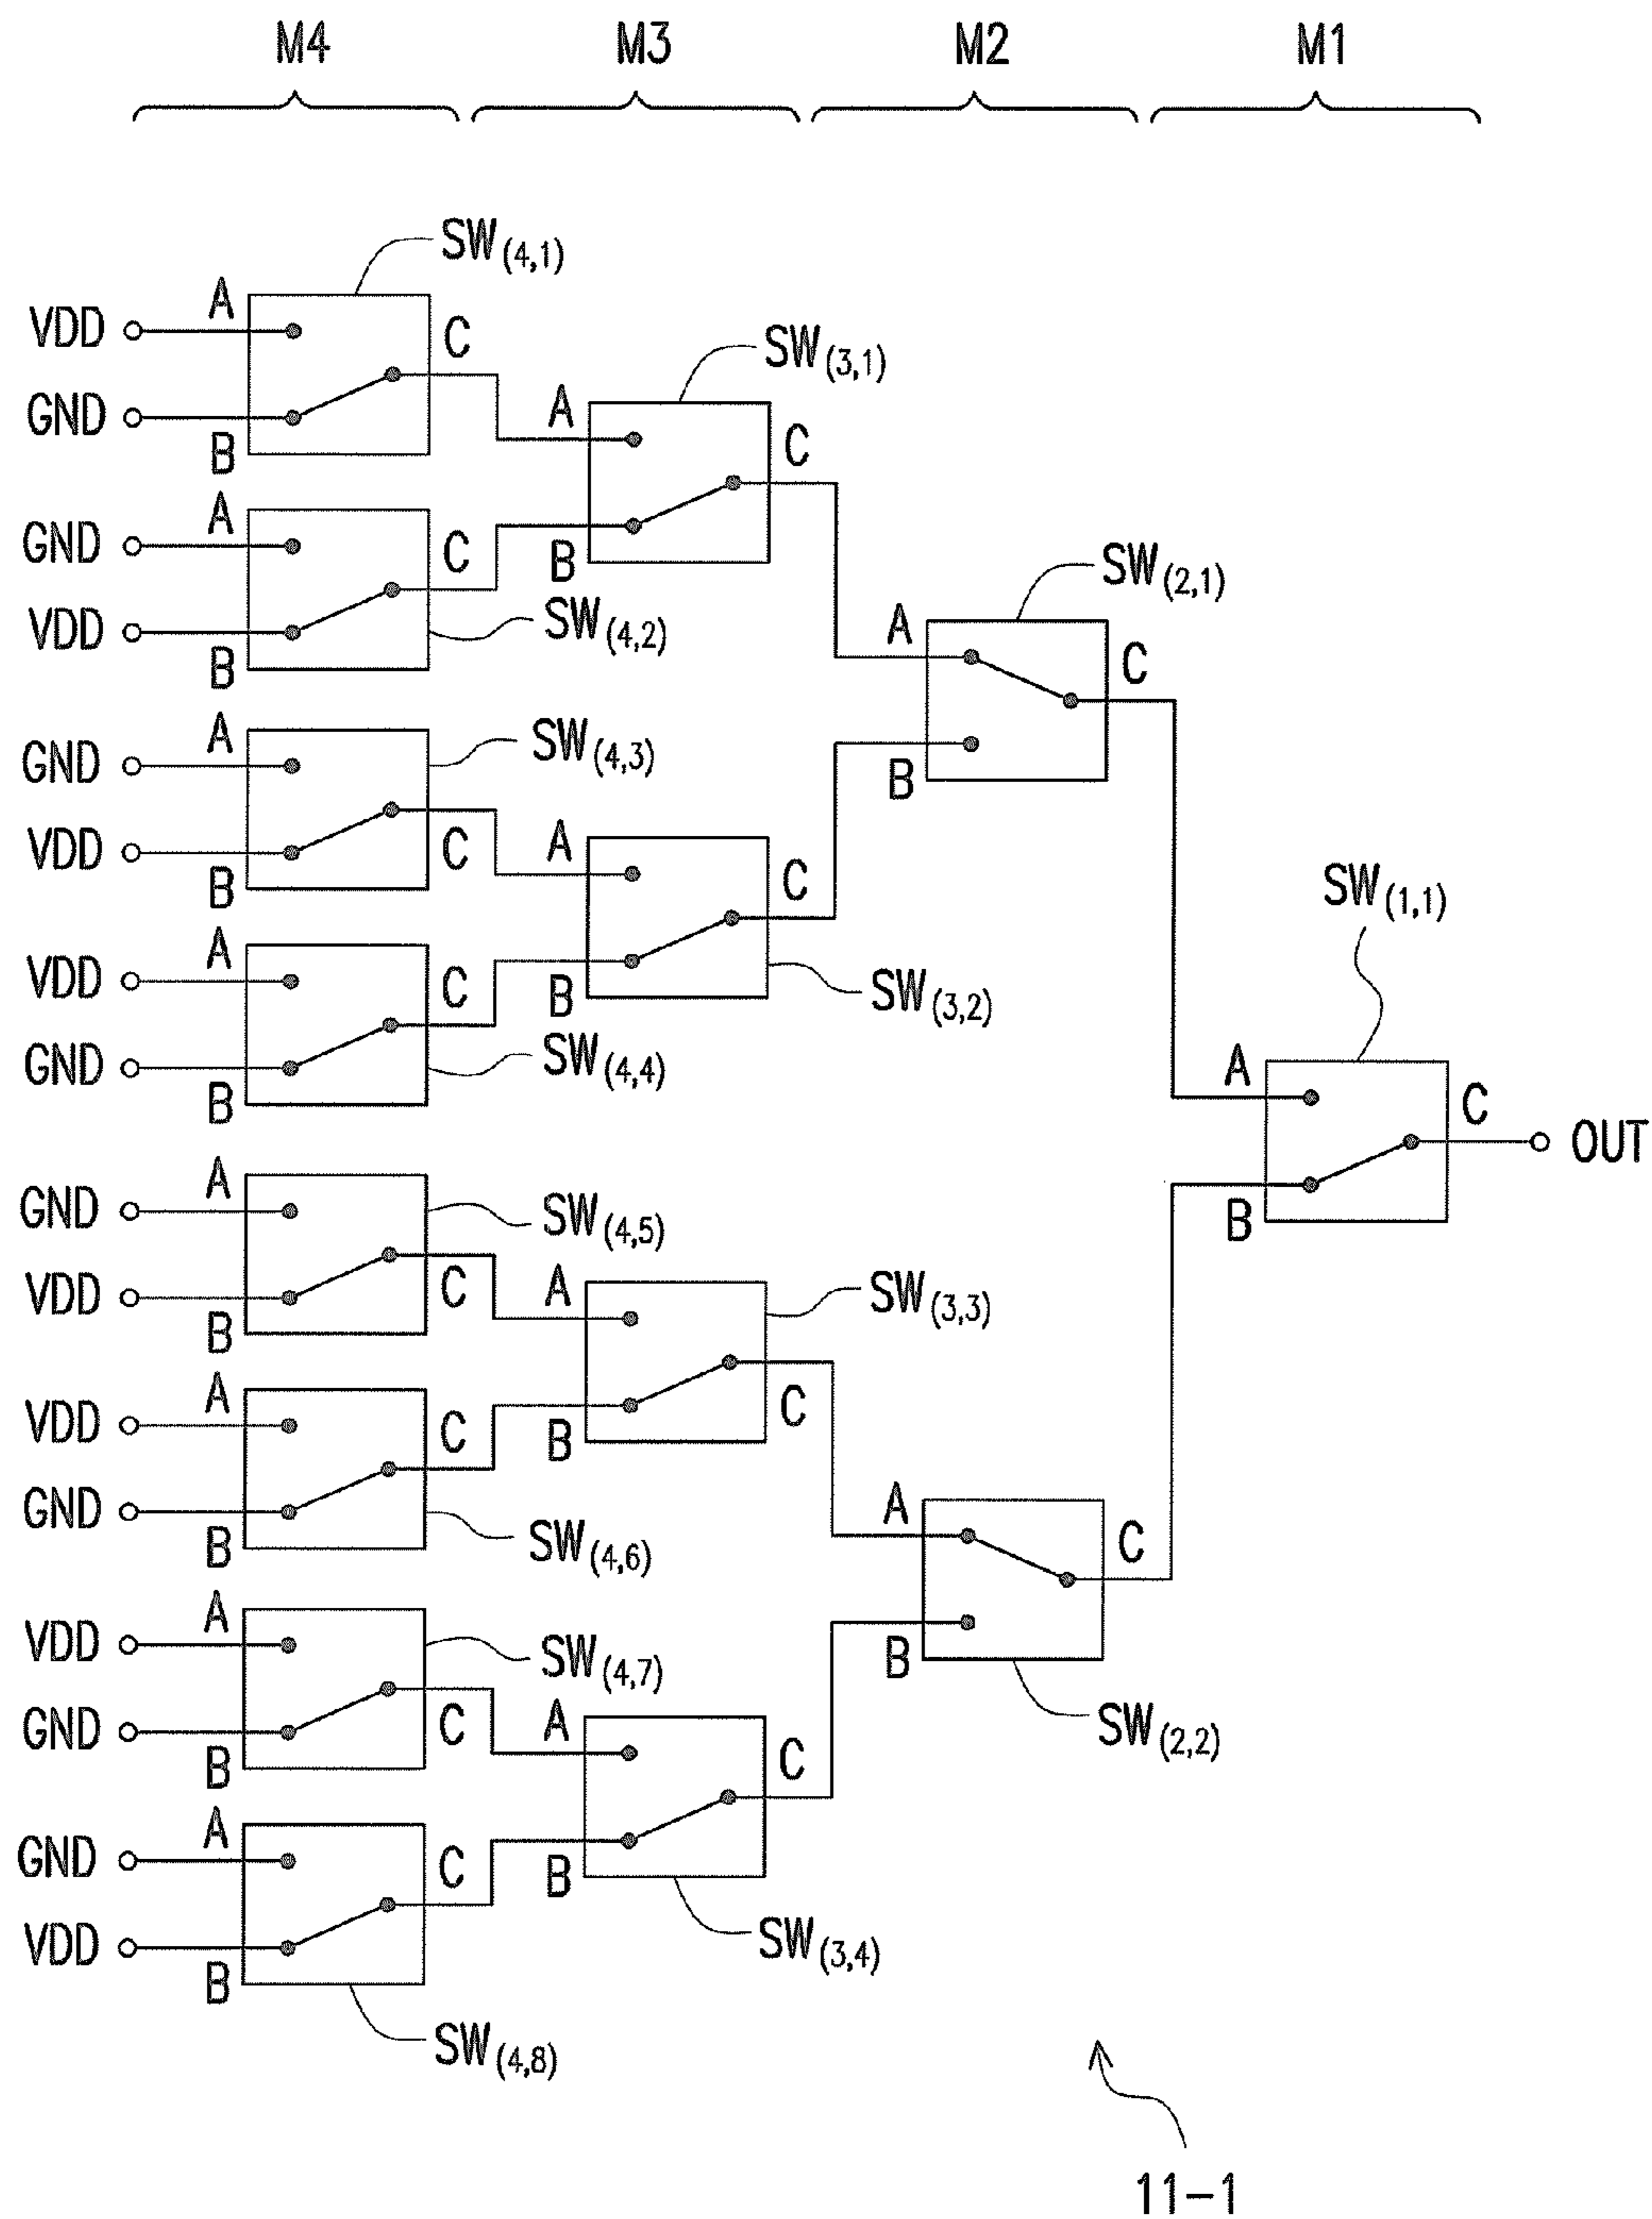 M4 M3 M2 M1
SW(4,1)
VDD A C
GND B
SW(3,1)
A C
B
GND A C
VDD B
SW(4,2)
SW(2,1)
A C
B
GND A SW(4,3)
VDD B C
A C
B
SW(3,2)
VDD A C
GND B
SW(4,4)
SW(1,1)
A C OUT
B
GND A SW(4,5)
VDD B C
A SW(3,3)
B C
VDD A C
GND B
SW(4,6)
A C
B
SW(2,2)
VDD A SW(4,7)
GND B C
A C
B
SW(3,4)
GND A C
VDD B
SW(4,8)
11-1